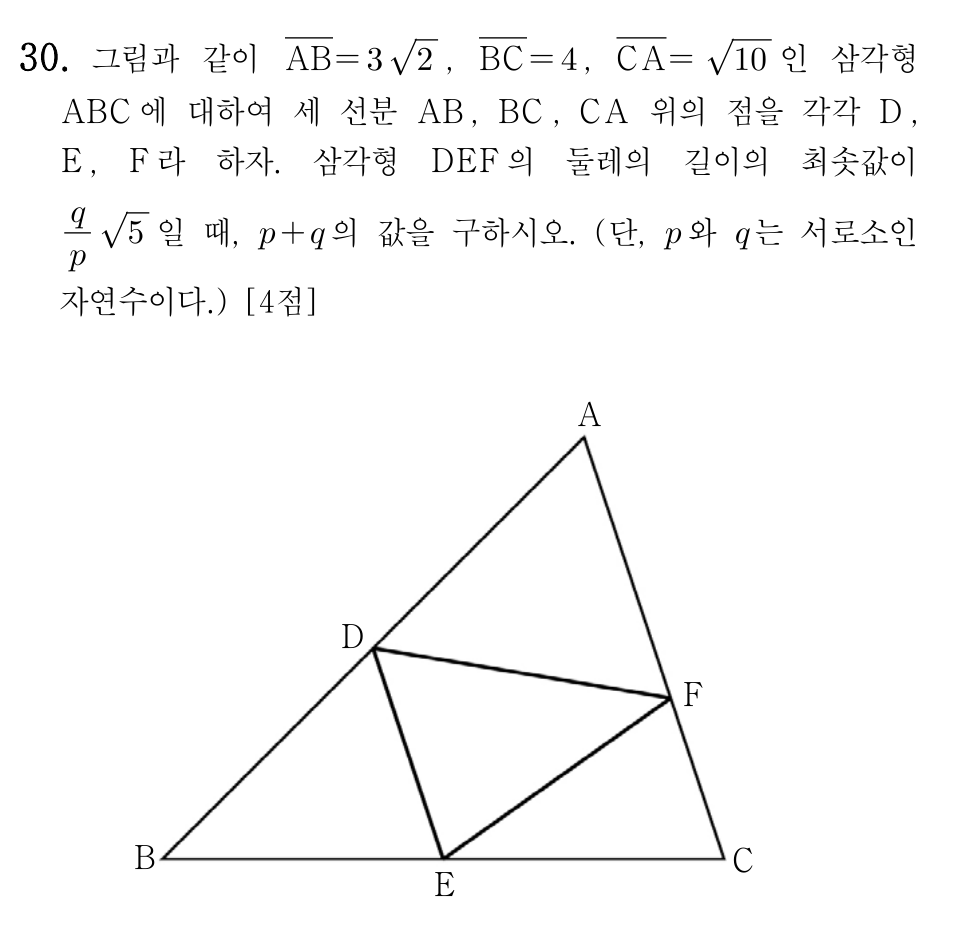 30. 그림과 같이 $\overline{AB}=3\sqrt{2}$, $\overline{BC}=4$, $\overline{CA}=\sqrt{10}$ 인 삼각형
ABC에 대하여 세 선분 AB, BC, CA 위의 점을 각각 D,
E, F라 하자. 삼각형 DEF의 둘레의 길이의 최솟값이
$\frac{q}{p}\sqrt{5}$ 일 때, $p+q$의 값을 구하시오. (단, $p$와 $q$는 서로소인
자연수이다.) [4점]
A
D
F
B
C
E